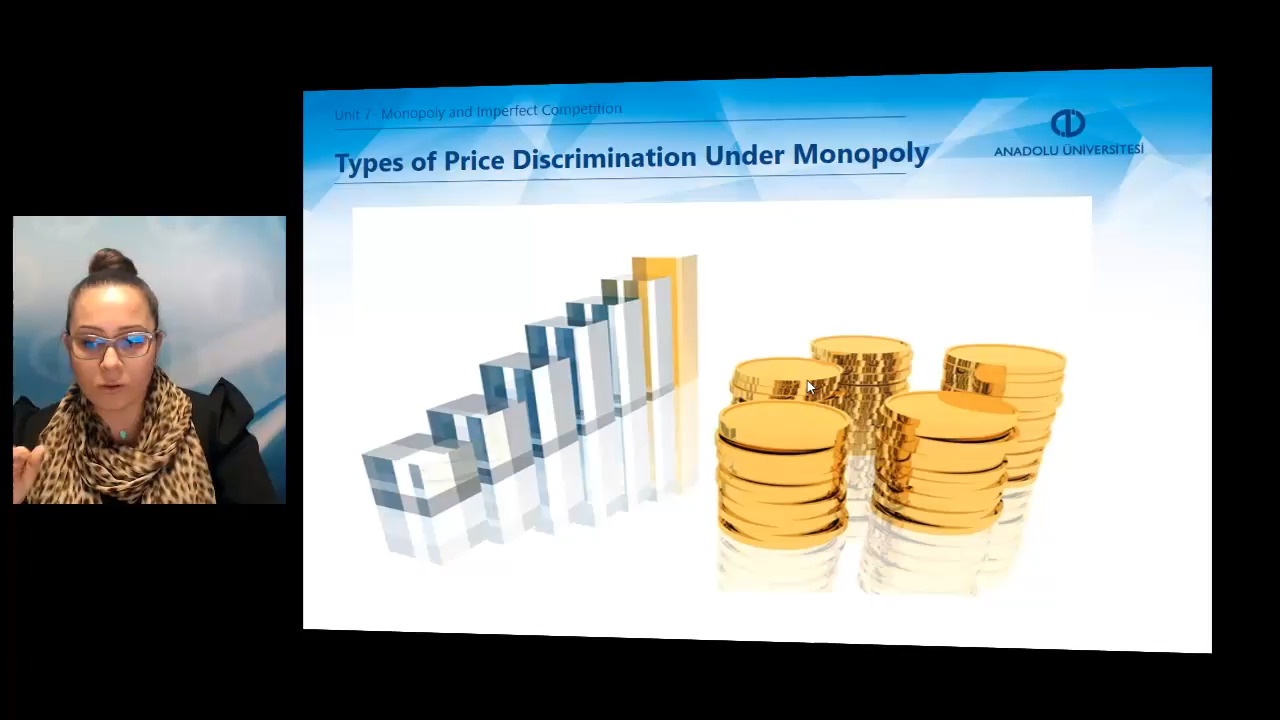 Unit 7- Monopoly and Imperfect Competition
Types of Price Discrimination Under Monopoly
ANADOLU ÜNİVERSİTESİ